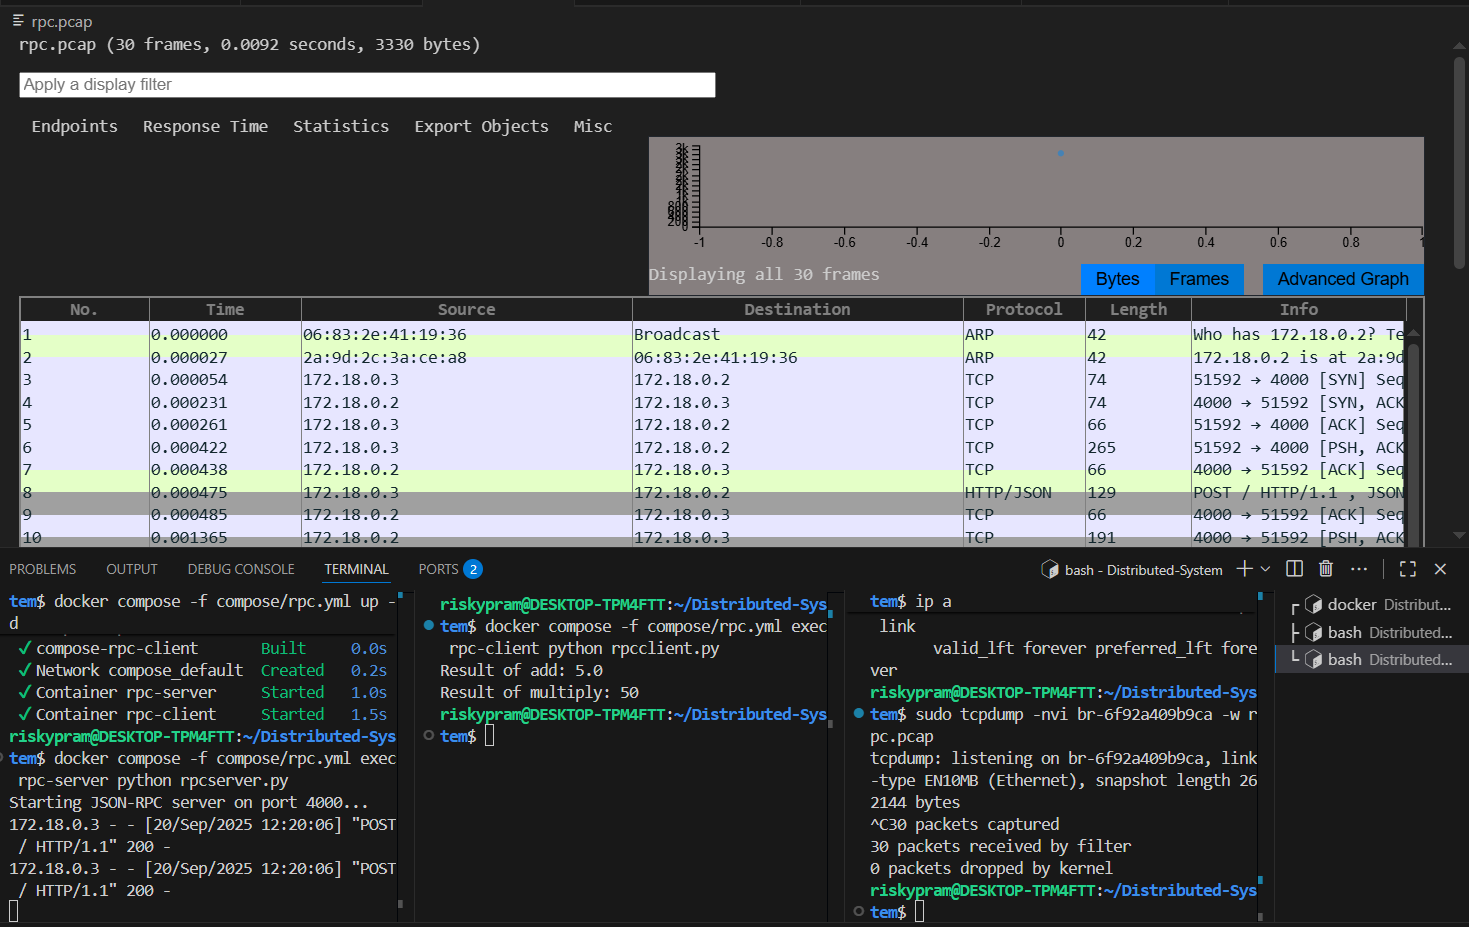 rpc.pcap
rpc.pcap (30 frames, 0.0092 seconds, 3330 bytes)
Apply a display filter
Endpoints Response Time Statistics Export Objects Misc
-1 -0.8 -0.6 -0.4 -0.2 0 0.2 0.4 0.6 0.8 1
Displaying all 30 frames
Bytes Frames Advanced Graph
No. Time Source Destination Protocol Length Info
1 0.000000 06:83:2e:41:19:36 Broadcast ARP 42 Who has 172.18.0.2? Te
2 0.000027 2a:9d:2c:3a:ce:a8 06:83:2e:41:19:36 ARP 42 172.18.0.2 is at 2a:9d
3 0.000054 172.18.0.3 172.18.0.2 TCP 74 51592 → 4000 [SYN] Seq
4 0.000231 172.18.0.2 172.18.0.3 TCP 74 4000 → 51592 [SYN, ACK
5 0.000261 172.18.0.3 172.18.0.2 TCP 66 51592 → 4000 [ACK] Seq
6 0.000422 172.18.0.3 172.18.0.2 TCP 265 51592 → 4000 [PSH, ACK
7 0.000438 172.18.0.2 172.18.0.3 TCP 66 4000 → 51592 [ACK] Seq
8 0.000475 172.18.0.3 172.18.0.2 HTTP/JSON 129 POST / HTTP/1.1 , JSON
9 0.000485 172.18.0.2 172.18.0.3 TCP 66 4000 → 51592 [ACK] Seq
10 0.001365 172.18.0.2 172.18.0.3 TCP 191 4000 → 51592 [PSH, ACK
PROBLEMS OUTPUT DEBUG CONSOLE TERMINAL PORTS 2
bash - Distributed-System
tem$ docker compose -f compose/rpc.yml up -
d
✓ compose-rpc-client Built 0.0s
✓ Network compose_default Created 0.2s
✓ Container rpc-server Started 1.0s
✓ Container rpc-client Started 1.5s
riskypram@DESKTOP-TPM4FTT:~/Distributed-Sys
tem$ docker compose -f compose/rpc.yml exec
rpc-server python rpcserver.py
Starting JSON-RPC server on port 4000...
172.18.0.3 - - [20/Sep/2025 12:20:06] "POST
/ HTTP/1.1" 200 -
172.18.0.3 - - [20/Sep/2025 12:20:06] "POST
/ HTTP/1.1" 200 -
riskypram@DESKTOP-TPM4FTT:~/Distributed-Sys
tem$ docker compose -f compose/rpc.yml exec
rpc-client python rpcclient.py
Result of add: 5.0
Result of multiply: 50
riskypram@DESKTOP-TPM4FTT:~/Distributed-Sys
tem$
tem$ ip a
link
valid_lft forever preferred_lft fore
ver
riskypram@DESKTOP-TPM4FTT:~/Distributed-Sys
tem$ sudo tcpdump -nvi br-6f92a409b9ca -w r
pc.pcap
tcpdump: listening on br-6f92a409b9ca, link
-type EN10MB (Ethernet), snapshot length 26
2144 bytes
^C30 packets captured
30 packets received by filter
0 packets dropped by kernel
riskypram@DESKTOP-TPM4FTT:~/Distributed-Sys
tem$
docker Distribut...
bash Distributed...
bash Distributed...